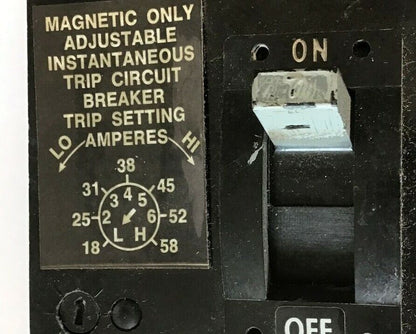 MAGNETIC ONLY
ADJUSTABLE
INSTANTANEOUS
TRIP CIRCUIT
BREAKER
TRIP SETTING
AMPERES
LO HI
38
31 45
3 4 5
25 2 6 52
L H
18 58
ON
OFF